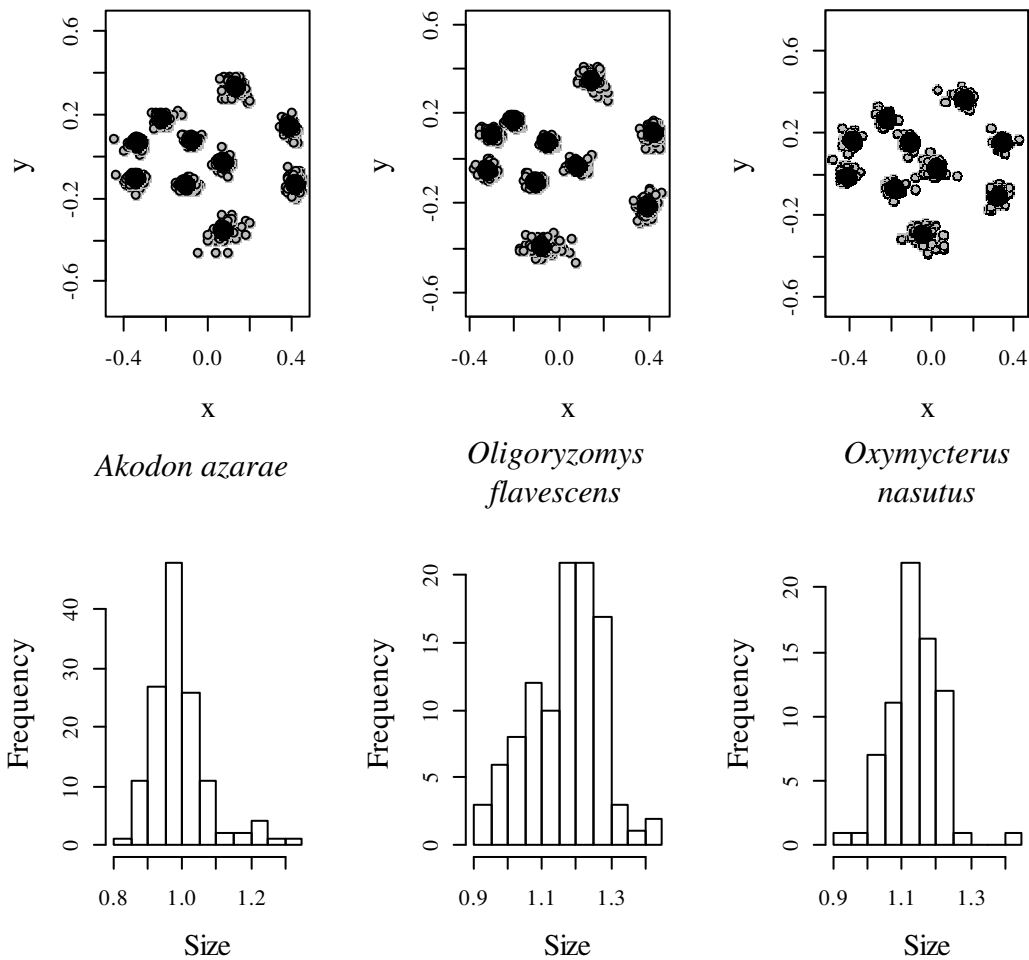 0.6
0.2
-0.2
-0.6
y
-0.4
0.0
0.4
x
0.6
0.2
-0.2
-0.6
y
-0.4
0.0
0.4
x
0.6
0.2
-0.2
-0.6
y
-0.4
0.0
0.4
x
Akodon azarae
Oligoryzomys
flavescens
Oxymycterus
nasutus
40
30
20
10
0
Frequency
0.8
1.0
1.2
Size
20
15
10
5
0
Frequency
0.9
1.1
1.3
Size
20
15
10
5
0
Frequency
0.9
1.1
1.3
Size